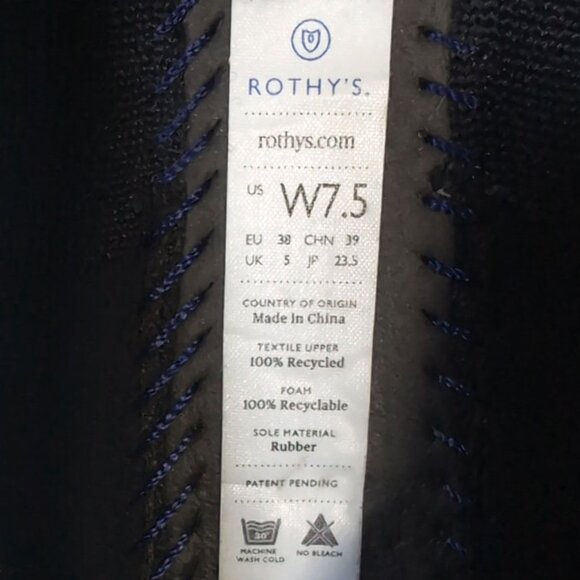 ROTHY'S.
rothys.com
US W7.5
EU 38 CHN 39
UK 5 JP 23.5
COUNTRY OF ORIGIN
Made in China
TEXTILE UPPER
100% Recycled
FOAM
100% Recyclable
SOLE MATERIAL
Rubber
PATENT PENDING
30°
MACHINE NO BLEACH
WASH COLD